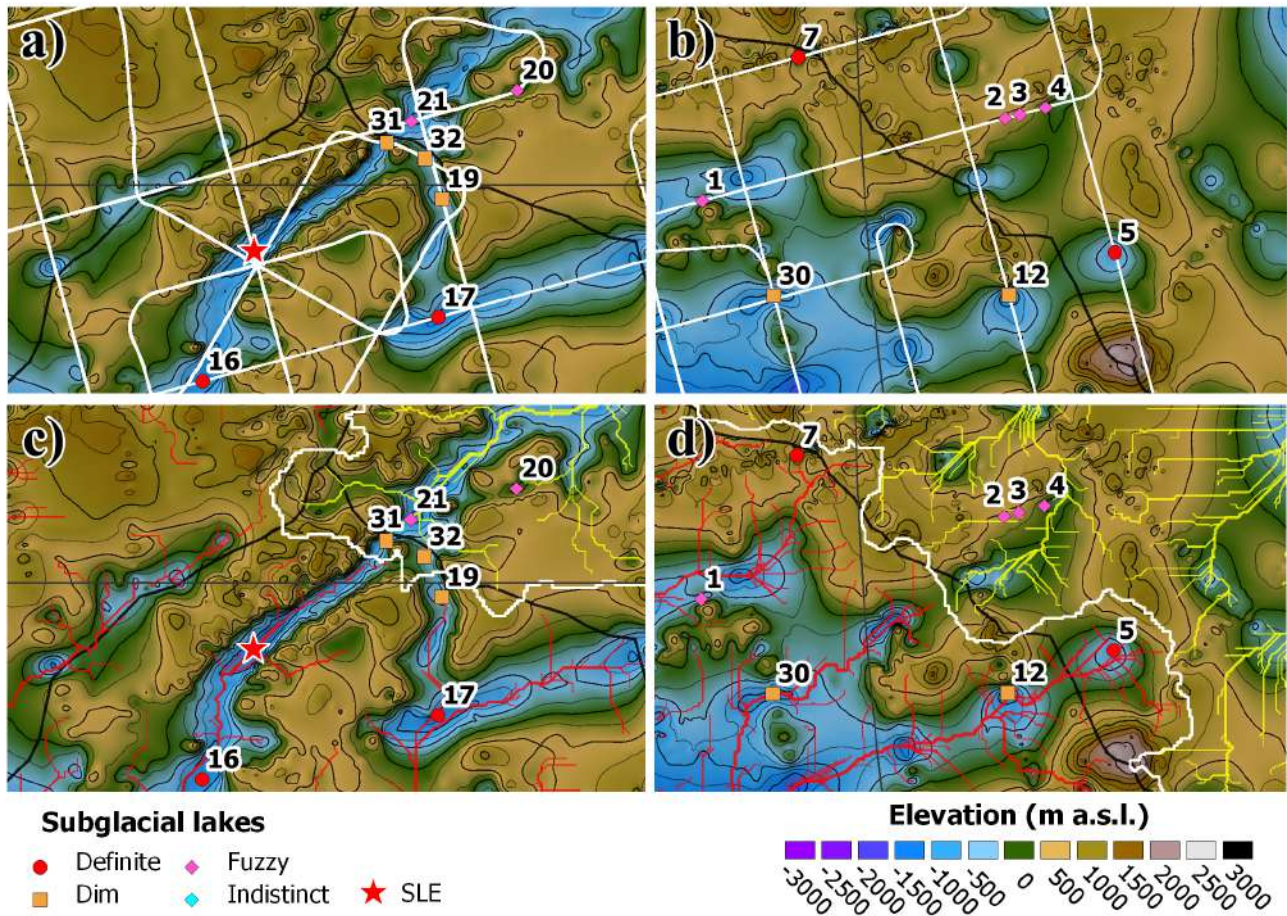 a)
20
21
31
32
19
17
16
b)
7
2 3 4
1
5
30
12
c)
20
21
31
32
19
17
16
d)
7
2 3 4
1
5
30
12
Subglacial lakes
Definite
Fuzzy
Dim
Indistinct
SLE
Elevation (m a.s.l.)
-3000
-2500
-2000
-1500
-1000
-500
0
500
1000
1500
2000
2500
3000